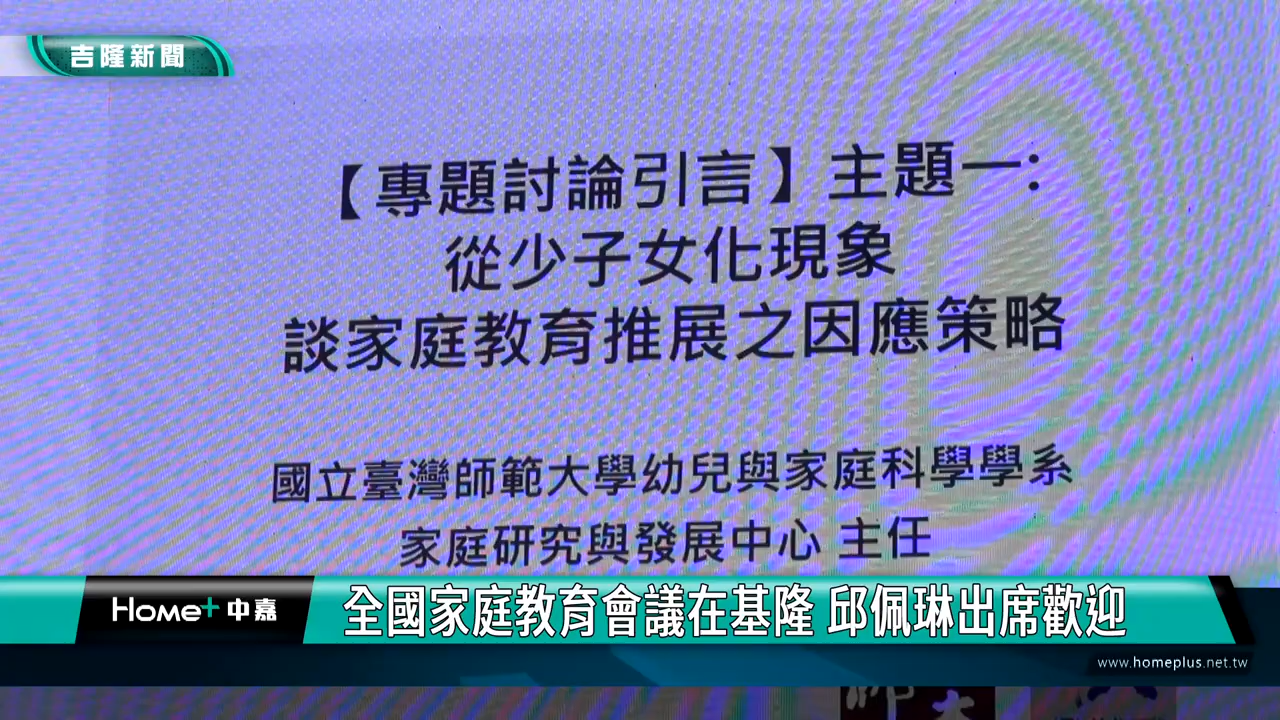 吉隆新聞
【專題討論引言】主題一:
從少子女化現象
談家庭教育推展之因應策略
國立臺灣師範大學幼兒與家庭科學學系
家庭研究與發展中心 主任
Home+中嘉
全國家庭教育會議在基隆 邱佩琳出席歡迎
www.homeplus.net.tw
師大